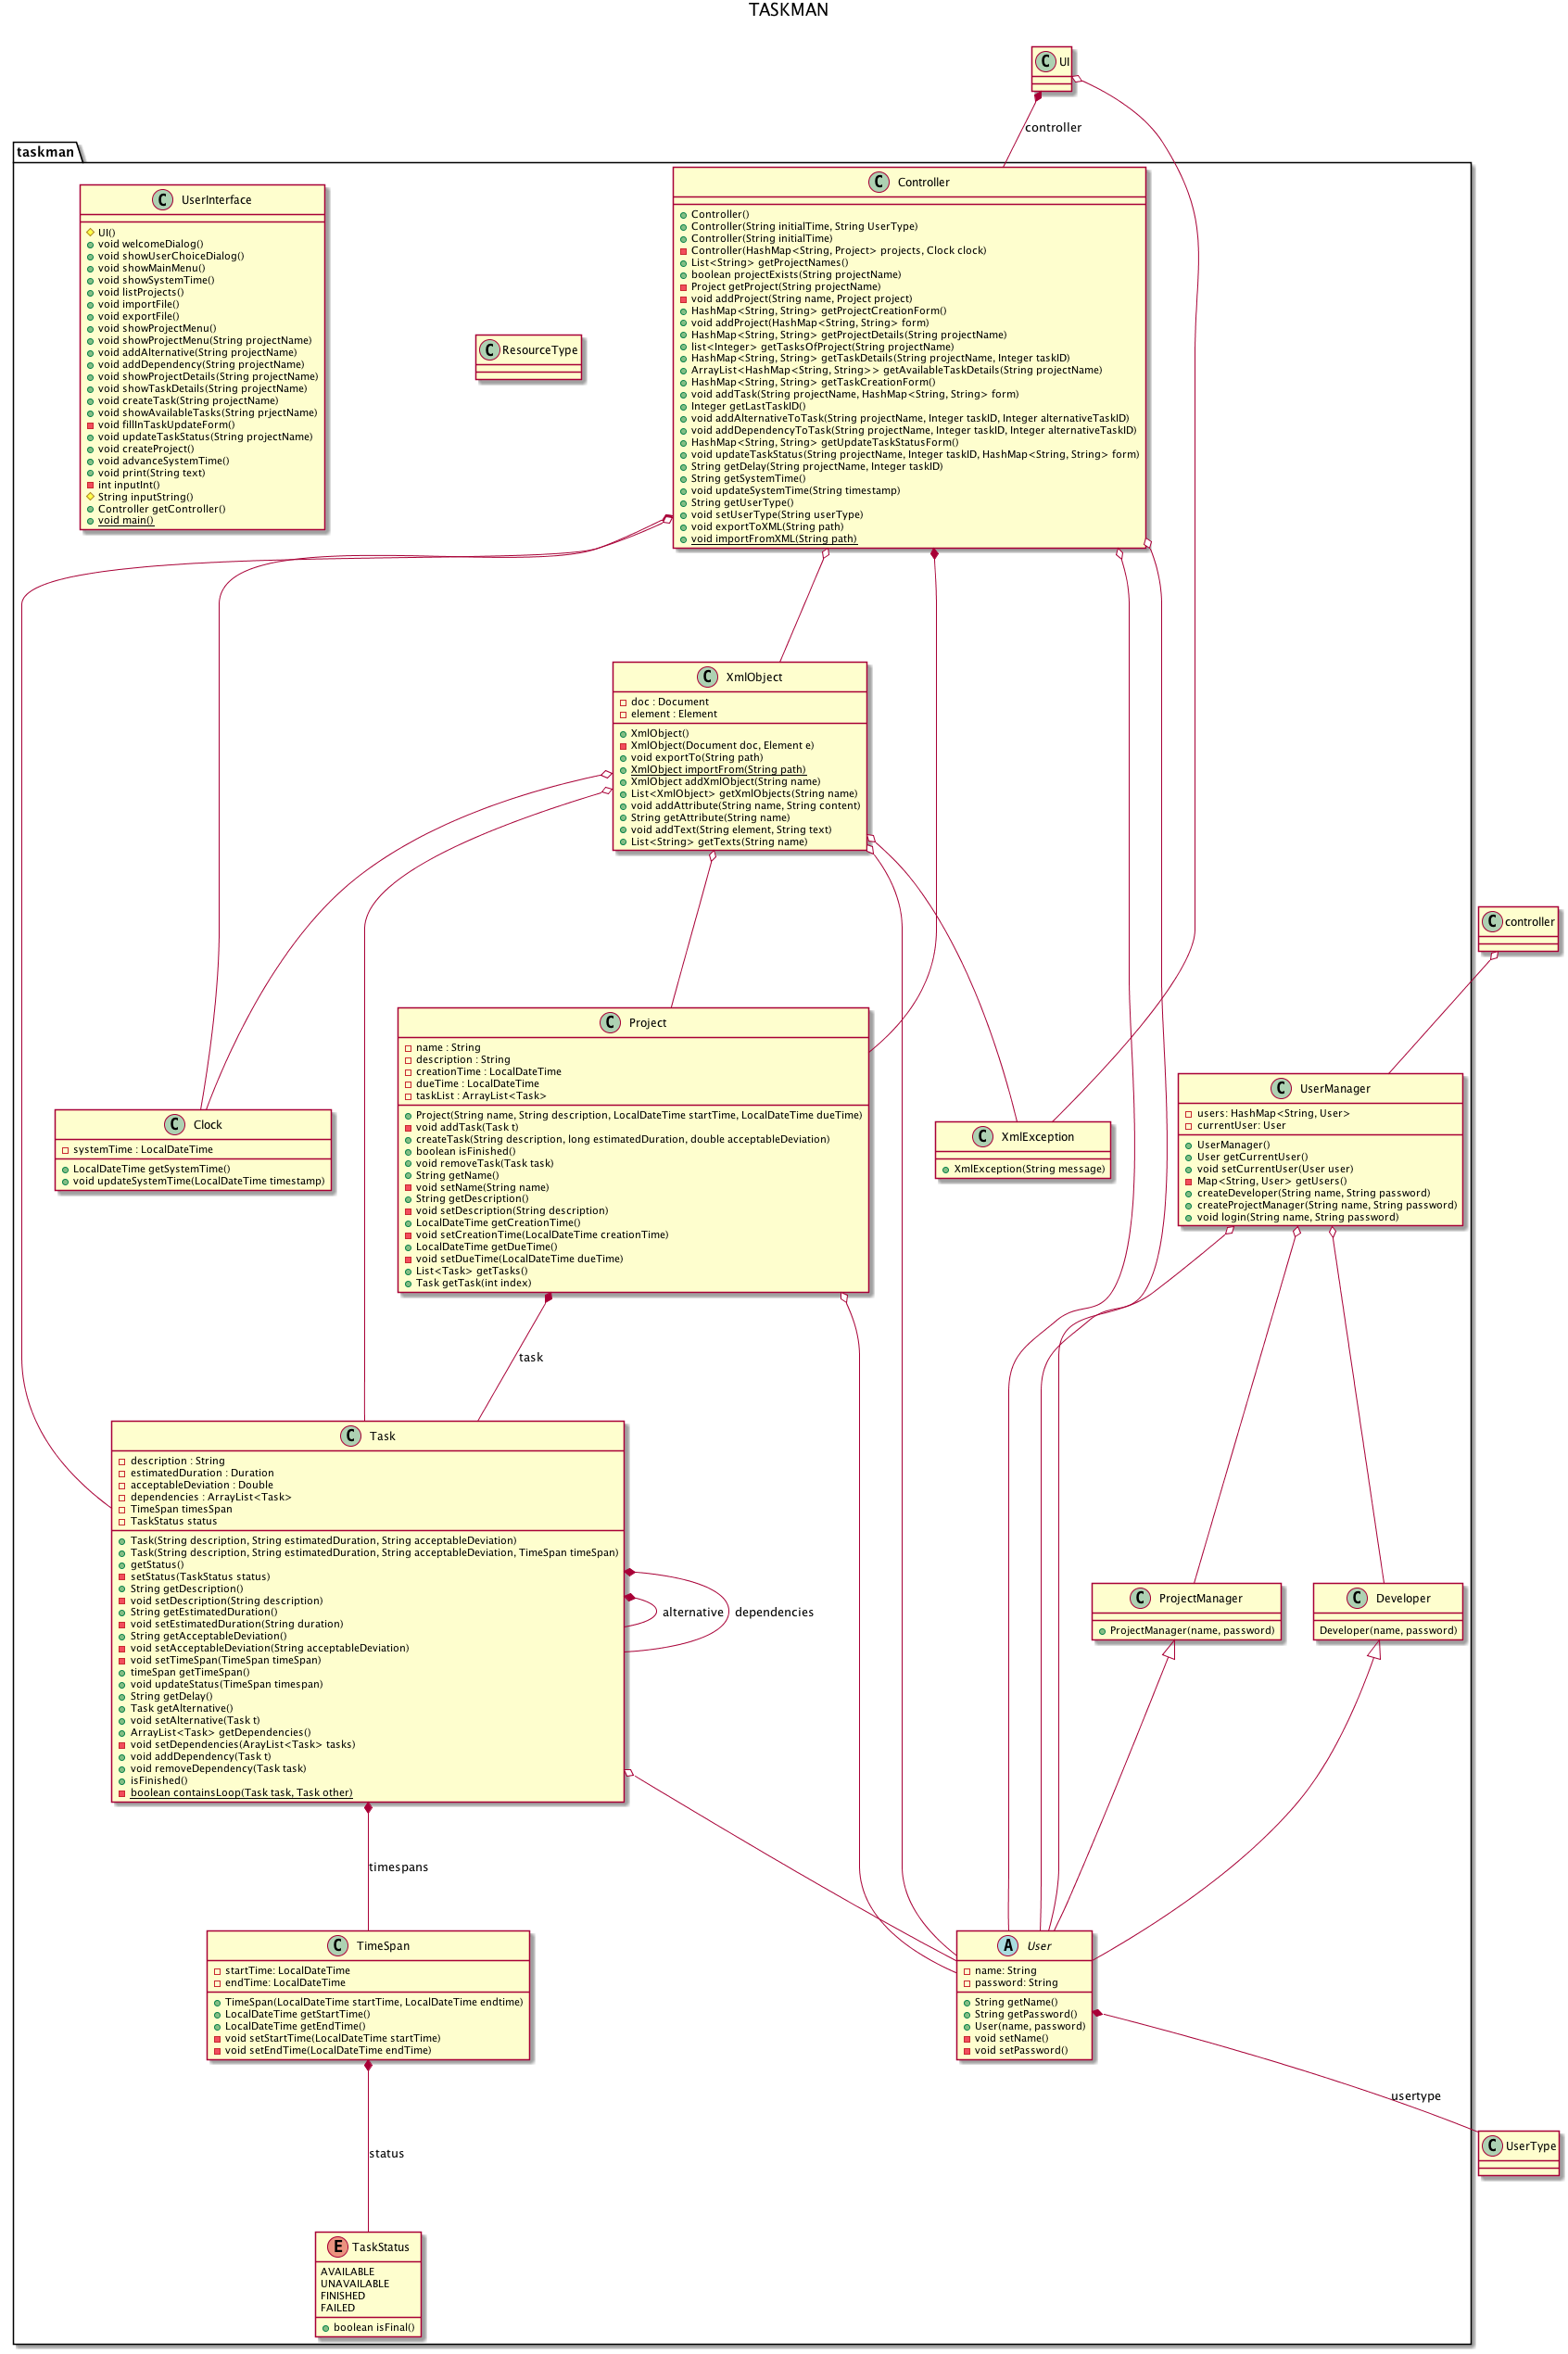 TASKMAN
C UI
controller
taskman
C UserInterface
UI()
void welcomeDialog()
void showUserChoiceDialog()
void showMainMenu()
void showSystemTime()
void listProjects()
void importFile()
void exportFile()
void showProjectMenu()
void showProjectMenu(String projectName)
void addAlternative(String projectName)
void addDependency(String projectName)
void showProjectDetails(String projectName)
void showTaskDetails(String projectName)
void createTask(String projectName)
void showAvailableTasks(String prjectName)
void fillInTaskUpdateForm()
void updateTaskStatus(String projectName)
void createProject()
void advanceSystemTime()
void print(String text)
int inputInt()
String inputString()
Controller getController()
void main()
C ResourceType
C Controller
Controller()
Controller(String initialTime, String UserType)
Controller(String initialTime)
Controller(HashMap<String, Project> projects, Clock clock)
List<String> getProjectNames()
boolean projectExists(String projectName)
Project getProject(String projectName)
void addProject(String name, Project project)
HashMap<String, String> getProjectCreationForm()
void addProject(HashMap<String, String> form)
HashMap<String, String> getProjectDetails(String projectName)
list<Integer> getTasksOfProject(String projectName)
HashMap<String, String> getTaskDetails(String projectName, Integer taskID)
ArrayList<HashMap<String, String>> getAvailableTaskDetails(String projectName)
HashMap<String, String> getTaskCreationForm()
void addTask(String projectName, HashMap<String, String> form)
Integer getLastTaskID()
void addAlternativeToTask(String projectName, Integer taskID, Integer alternativeTaskID)
void addDependencyToTask(String projectName, Integer taskID, Integer alternativeTaskID)
HashMap<String, String> getUpdateTaskStatusForm()
void updateTaskStatus(String projectName, Integer taskID, HashMap<String, String> form)
String getDelay(String projectName, Integer taskID)
String getSystemTime()
void updateSystemTime(String timestamp)
String getUserType()
void setUserType(String userType)
void exportToXML(String path)
void importFromXML(String path)
C XmlObject
doc : Document
element : Element
XmlObject()
XmlObject(Document doc, Element e)
void exportTo(String path)
XmlObject importFrom(String path)
XmlObject addXmlObject(String name)
List<XmlObject> getXmlObjects(String name)
void addAttribute(String name, String content)
String getAttribute(String name)
void addText(String element, String text)
List<String> getTexts(String name)
C controller
C Project
name : String
description : String
creationTime : LocalDateTime
dueTime : LocalDateTime
taskList : ArrayList<Task>
Project(String name, String description, LocalDateTime startTime, LocalDateTime dueTime)
void addTask(Task t)
createTask(String description, long estimatedDuration, double acceptableDeviation)
boolean isFinished()
void removeTask(Task task)
String getName()
void setName(String name)
String getDescription()
void setDescription(String description)
LocalDateTime getCreationTime()
void setCreationTime(LocalDateTime creationTime)
LocalDateTime getDueTime()
void setDueTime(LocalDateTime dueTime)
List<Task> getTasks()
Task getTask(int index)
C Clock
systemTime : LocalDateTime
LocalDateTime getSystemTime()
void updateSystemTime(LocalDateTime timestamp)
C XmlException
XmlException(String message)
C UserManager
users: HashMap<String, User>
currentUser: User
UserManager()
User getCurrentUser()
void setCurrentUser(User user)
Map<String, User> getUsers()
createDeveloper(String name, String password)
createProjectManager(String name, String password)
void login(String name, String password)
task
C Task
description : String
estimatedDuration : Duration
acceptableDeviation : Double
dependencies : ArrayList<Task>
TimeSpan timesSpan
TaskStatus status
Task(String description, String estimatedDuration, String acceptableDeviation)
Task(String description, String estimatedDuration, String acceptableDeviation, TimeSpan timeSpan)
getStatus()
setStatus(TaskStatus status)
String getDescription()
void setDescription(String description)
String getEstimatedDuration()
void setEstimatedDuration(String duration)
String getAcceptableDeviation()
void setAcceptableDeviation(String acceptableDeviation)
void setTimeSpan(TimeSpan timeSpan)
timeSpan getTimeSpan()
void updateStatus(TimeSpan timespan)
String getDelay()
Task getAlternative()
void setAlternative(Task t)
ArrayList<Task> getDependencies()
void setDependencies(ArayList<Task> tasks)
void addDependency(Task t)
void removeDependency(Task task)
isFinished()
boolean containsLoop(Task task, Task other)
alternative
dependencies
C ProjectManager
ProjectManager(name, password)
C Developer
Developer(name, password)
timespans
C TimeSpan
startTime: LocalDateTime
endTime: LocalDateTime
TimeSpan(LocalDateTime startTime, LocalDateTime endtime)
LocalDateTime getStartTime()
LocalDateTime getEndTime()
void setStartTime(LocalDateTime startTime)
void setEndTime(LocalDateTime endTime)
A User
name: String
password: String
String getName()
String getPassword()
User(name, password)
void setName()
void setPassword()
usertype
C UserType
status
E TaskStatus
AVAILABLE
UNAVAILABLE
FINISHED
FAILED
boolean isFinal()